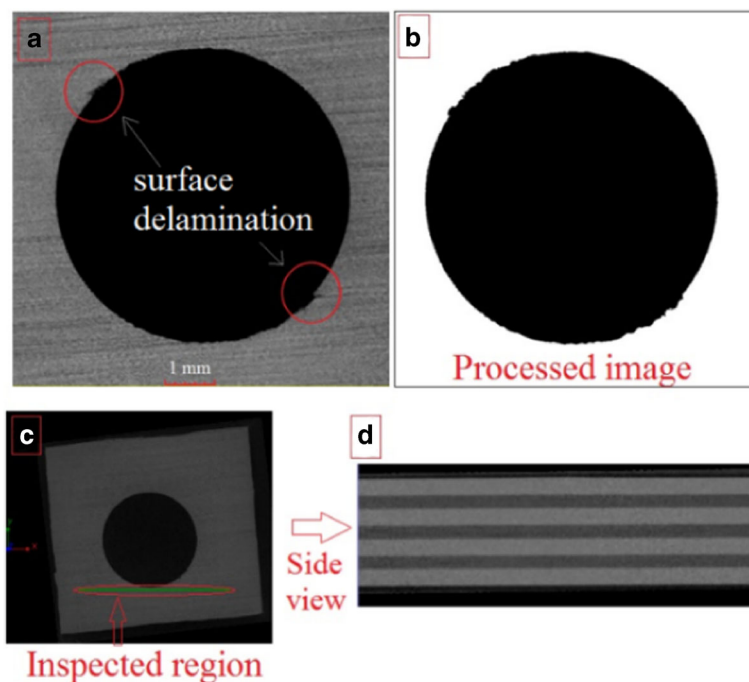 a
surface
delamination
1 mm
b
Processed image
c
Inspected region
d
Side
view